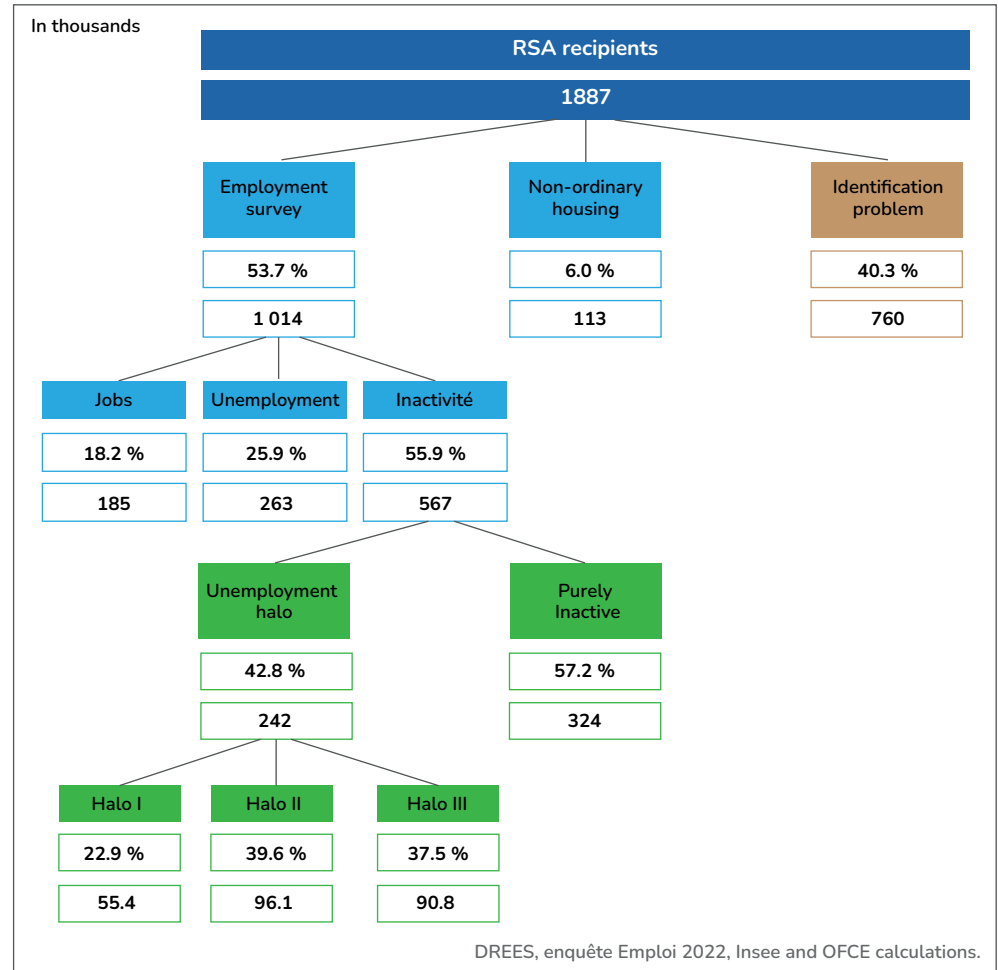 In thousands
RSA recipients
1887
Employment
survey
Non-ordinary
housing
Identification
problem
53.7 %
6.0 %
40.3 %
1 014
113
760
Jobs
Unemployment
Inactivité
18.2 %
25.9 %
55.9 %
185
263
567
Unemployment
halo
Purely
Inactive
42.8 %
57.2 %
242
324
Halo I
Halo II
Halo III
22.9 %
39.6 %
37.5 %
55.4
96.1
90.8
DREES, enquête Emploi 2022, Insee and OFCE calculations.